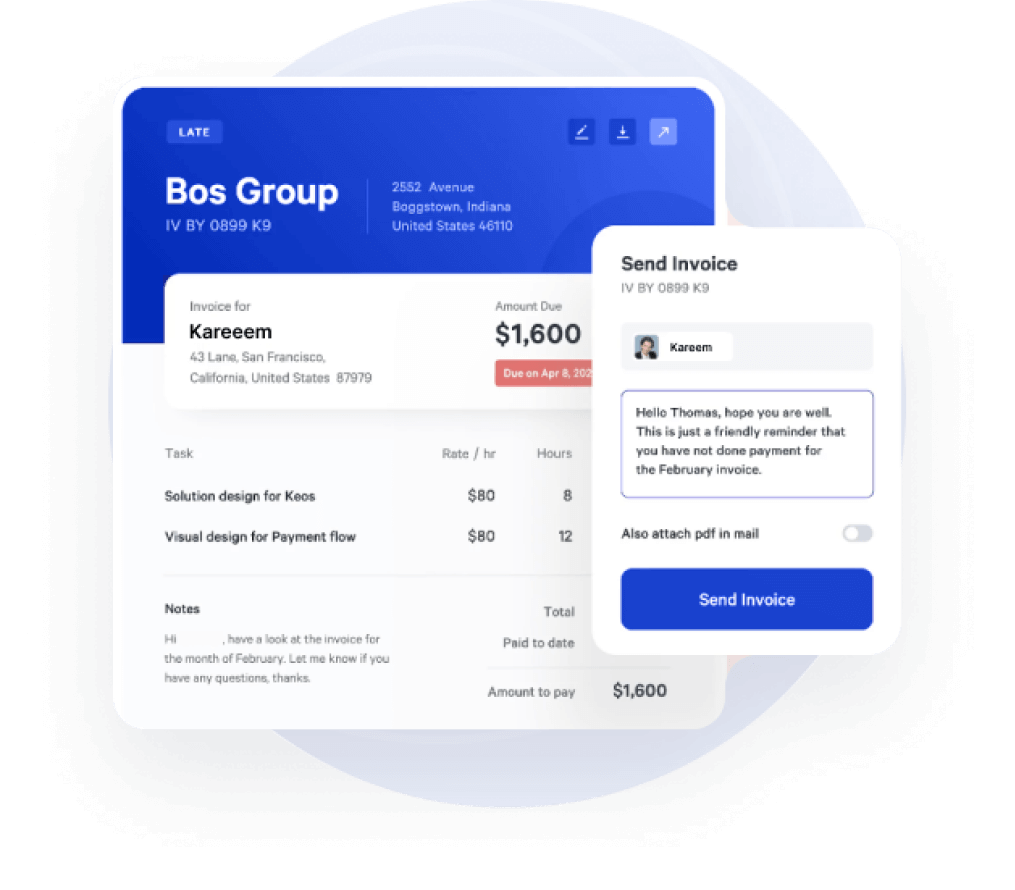 LATE
Bos Group
IV BY 0899 K9
2552 Avenue
Boggstown, Indiana
United States 46110
Invoice for
Kareeem
43 Lane, San Francisco,
California, United States 87979
Amount Due
$1,600
Due on Apr 8, 202
Task Rate / hr Hours
Solution design for Keos $80 8
Visual design for Payment flow $80 12
Notes
Hi , have a look at the invoice for
the month of February. Let me know if you
have any questions, thanks.
Total
Paid to date
Amount to pay $1,600
Send Invoice
IV BY 0899 K9
Kareem
Hello Thomas, hope you are well.
This is just a friendly reminder that
you have not done payment for
the February invoice.
Also attach pdf in mail
Send Invoice